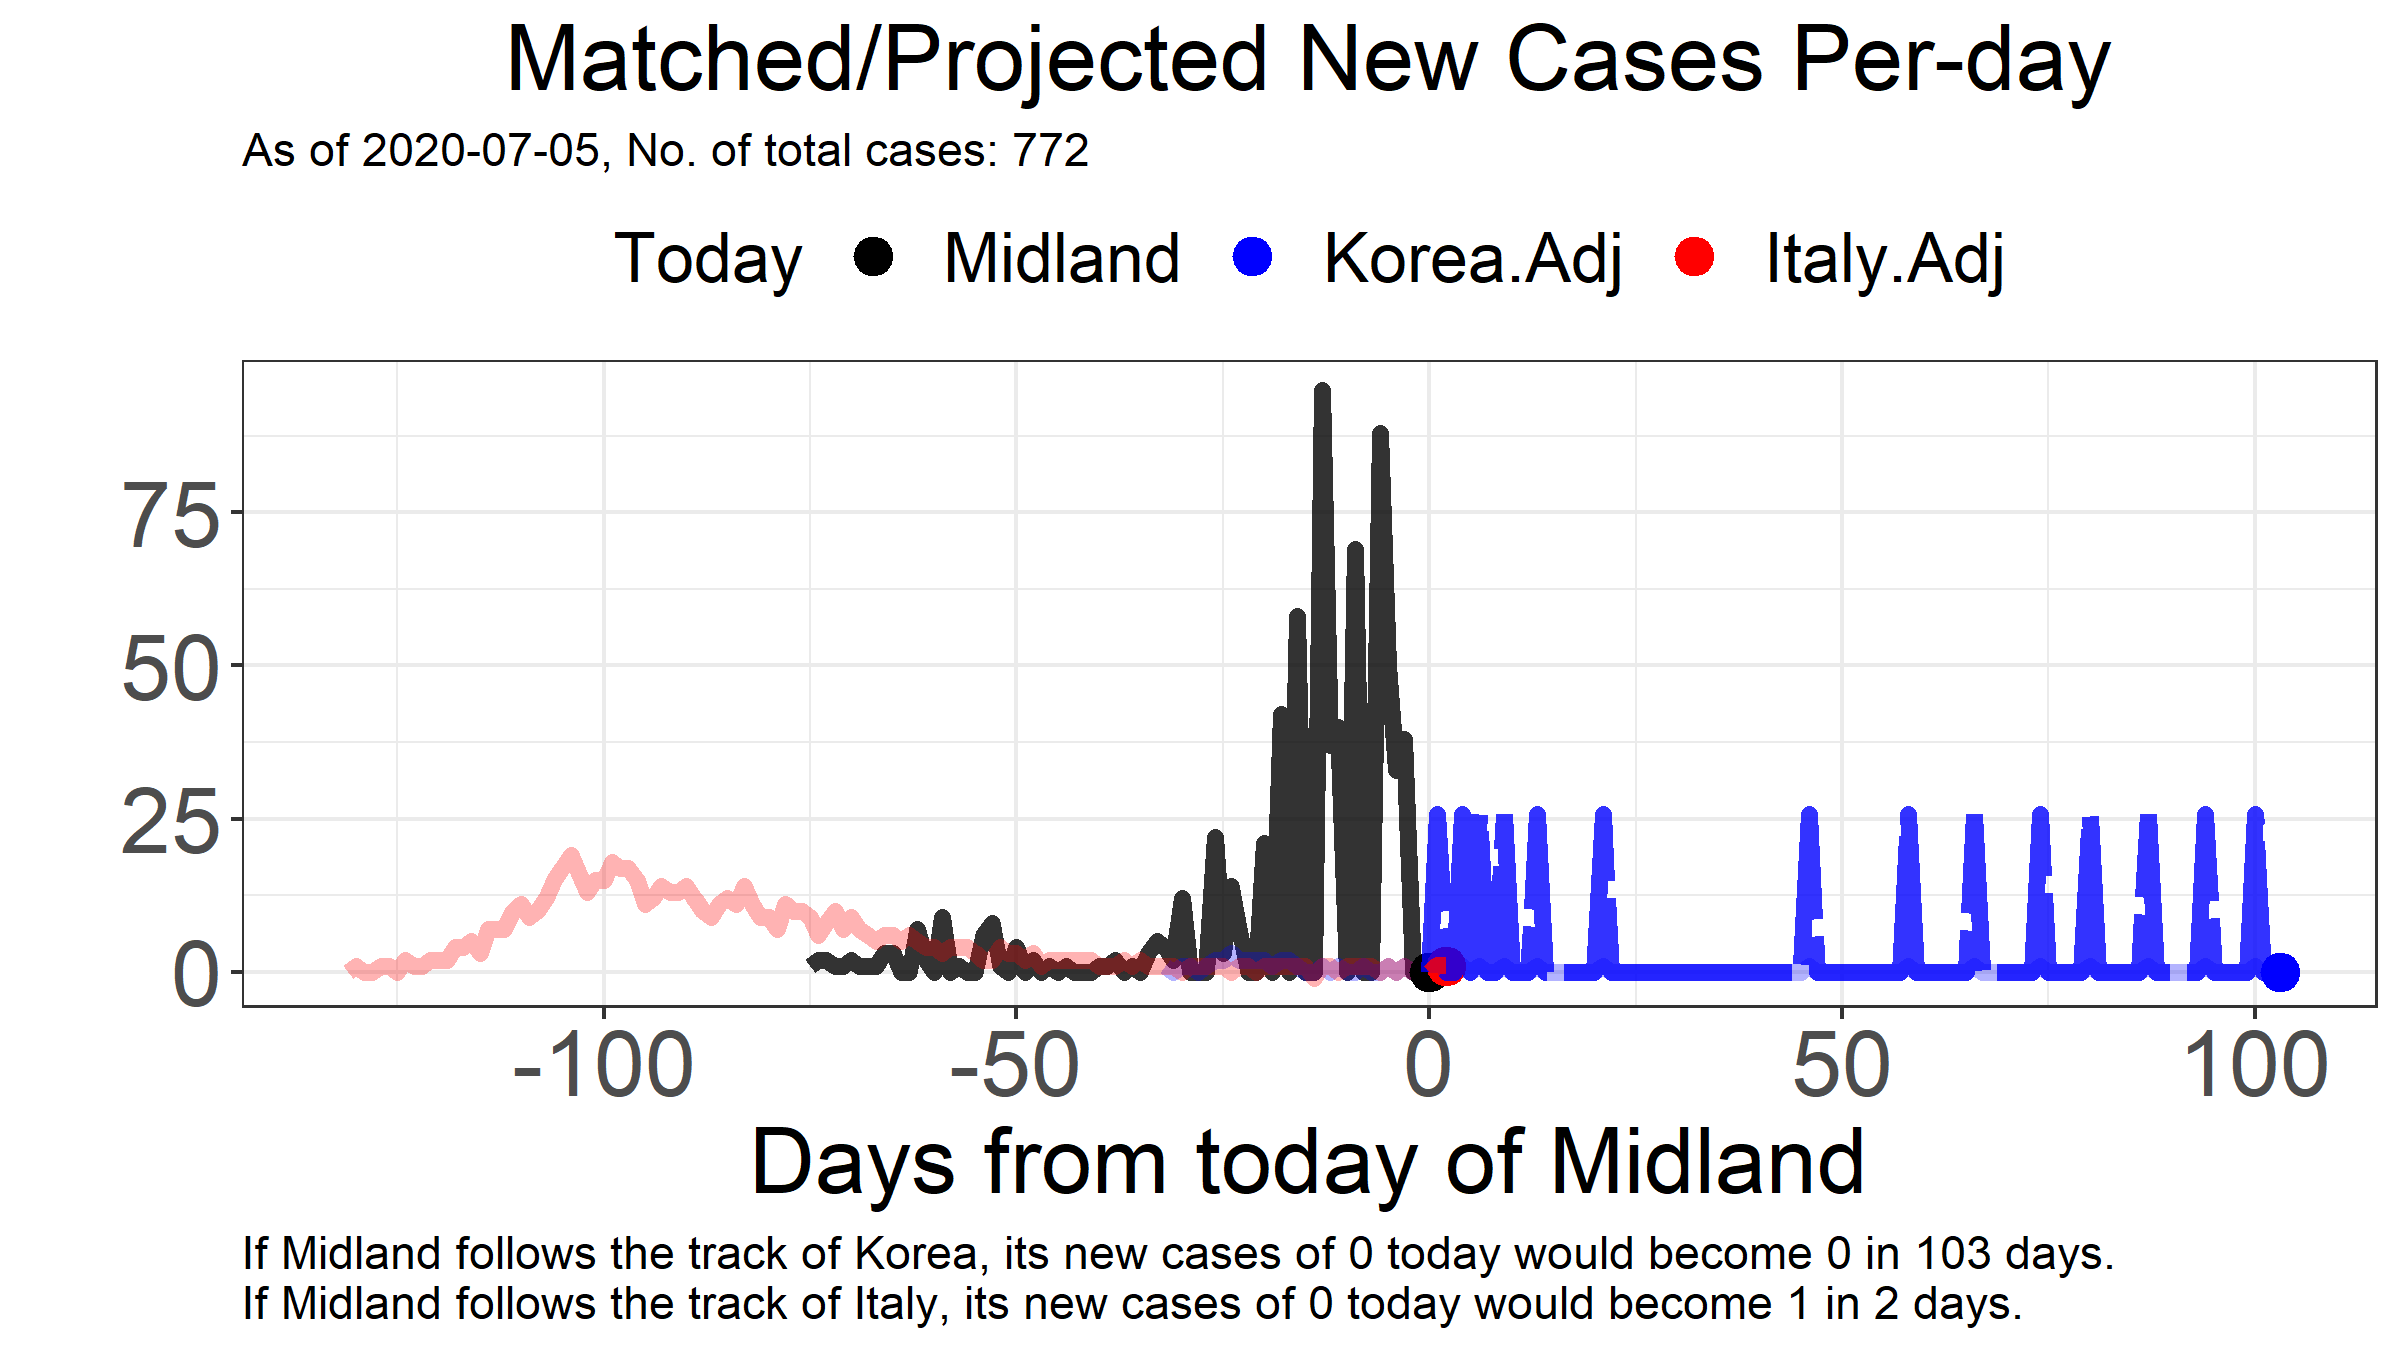 Matched/Projected New Cases Per-day
As of 2020-07-05, No. of total cases: 772
Today Midland Korea.Adj Italy.Adj
75
50
25
0
-100 -50 0 50 100
Days from today of Midland
If Midland follows the track of Korea, its new cases of 0 today would become 0 in 103 days.
If Midland follows the track of Italy, its new cases of 0 today would become 1 in 2 days.